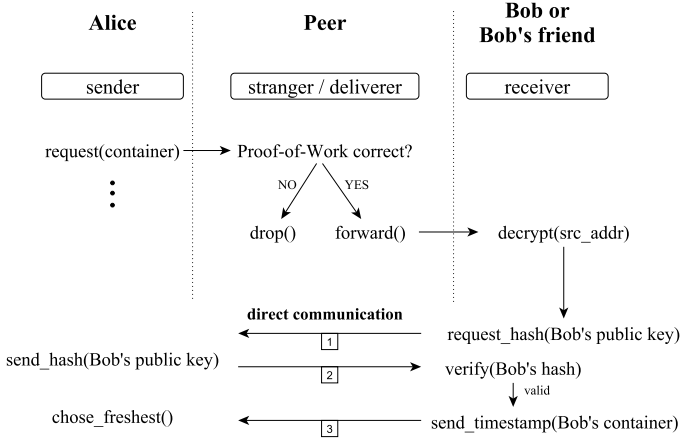 Alice
Peer
Bob or
Bob's friend
sender
stranger / deliverer
receiver
request(container)
Proof-of-Work correct?
NO
YES
drop()
forward()
decrypt(src_addr)
direct communication
1
request_hash(Bob's public key)
send_hash(Bob's public key)
2
verify(Bob's hash)
valid
chose_freshest()
3
send_timestamp(Bob's container)